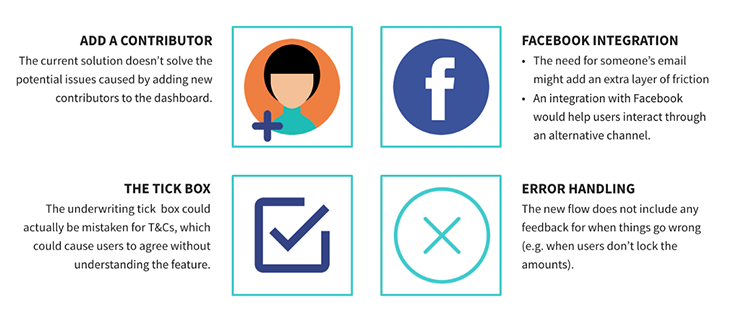 ADD A CONTRIBUTOR
The current solution doesn't solve the
potential issues caused by adding new
contributors to the dashboard.
FACEBOOK INTEGRATION
• The need for someone's email
might add an extra layer of friction
• An integration with Facebook
would help users interact through
an alternative channel.
THE TICK BOX
The underwriting tick box could
actually be mistaken for T&Cs, which
could cause users to agree without
understanding the feature.
ERROR HANDLING
The new flow does not include any
feedback for when things go wrong
(e.g. when users don't lock the
amounts).